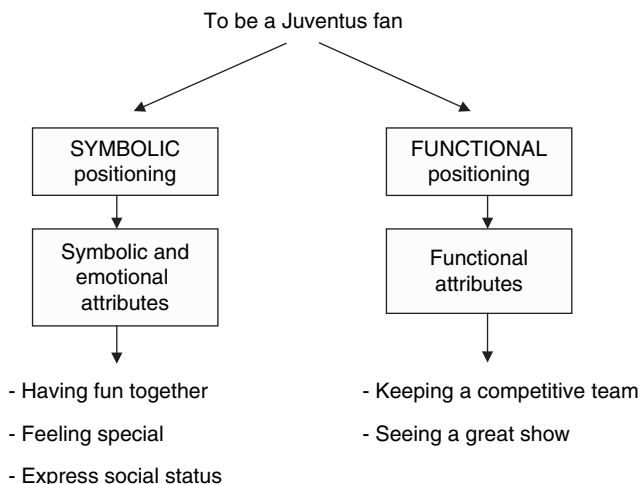 To be a Juventus fan
SYMBOLIC
positioning
FUNCTIONAL
positioning
Symbolic and
emotional
attributes
Functional
attributes
- Having fun together
- Feeling special
- Express social status
- Keeping a competitive team
- Seeing a great show